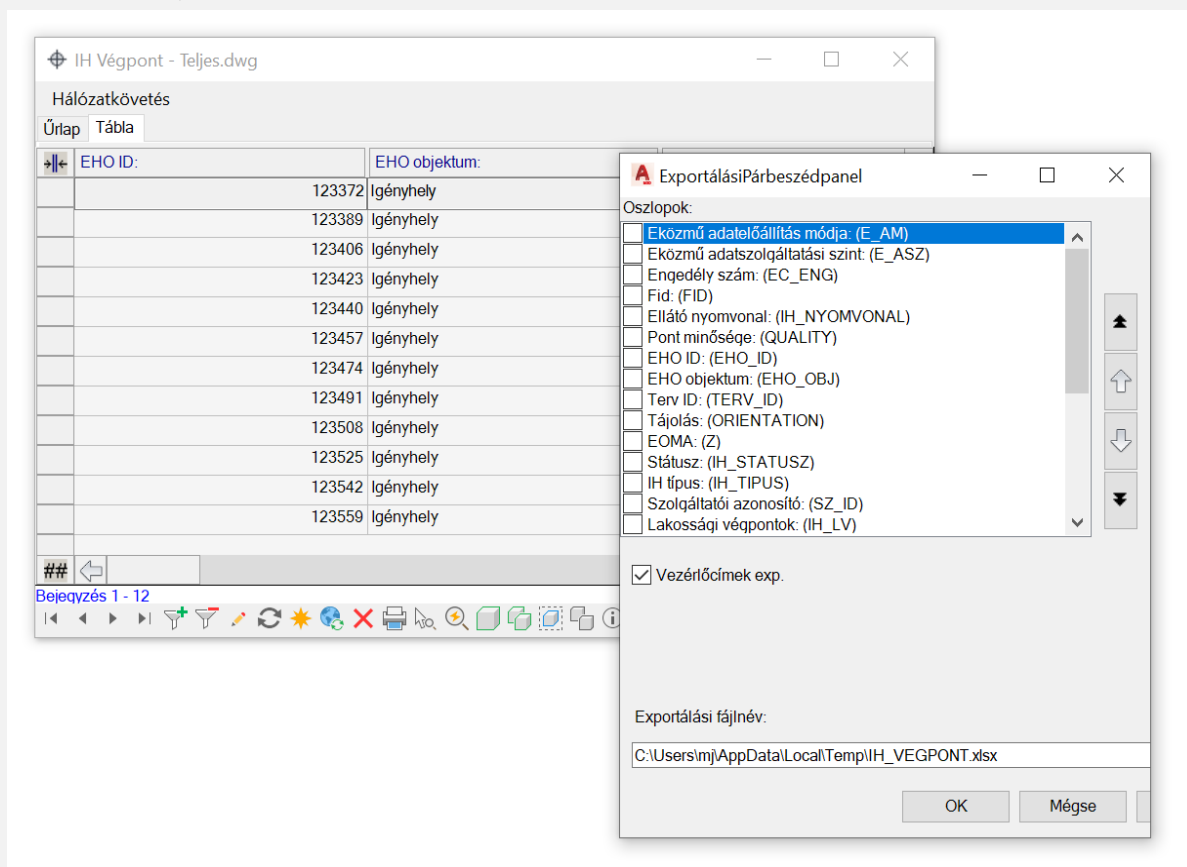 IH Végpont - Teljes.dwg
Hálózatkövetés
Űrlap Tábla
EHO ID: EHO objektum:
123372 Igényhely
123389 Igényhely
123406 Igényhely
123423 Igényhely
123440 Igényhely
123457 Igényhely
123474 Igényhely
123491 Igényhely
123508 Igényhely
123525 Igényhely
123542 Igényhely
123559 Igényhely
##
Bejegyzés 1 - 12
ExportálásiPárbeszédpanel
Oszlopok:
Eközmű adatelőállítás módja: (E_AM)
Eközmű adatszolgáltatási szint: (E_ASZ)
Engedély szám: (EC_ENG)
Fid: (FID)
Ellátó nyomvonal: (IH_NYOMVONAL)
Pont minősége: (QUALITY)
EHO ID: (EHO_ID)
EHO objektum: (EHO_OBJ)
Terv ID: (TERV_ID)
Tájolás: (ORIENTATION)
EOMA: (Z)
Státusz: (IH_STATUSZ)
IH típus: (IH_TIPUS)
Szolgáltatói azonosító: (SZ_ID)
Lakossági végpontok: (IH_LV)
Vezérlőcímek exp.
Exportálási fájlnév:
C:\Users\mj\AppData\Local\Temp\IH_VEGPONT.xlsx
OK Mégse